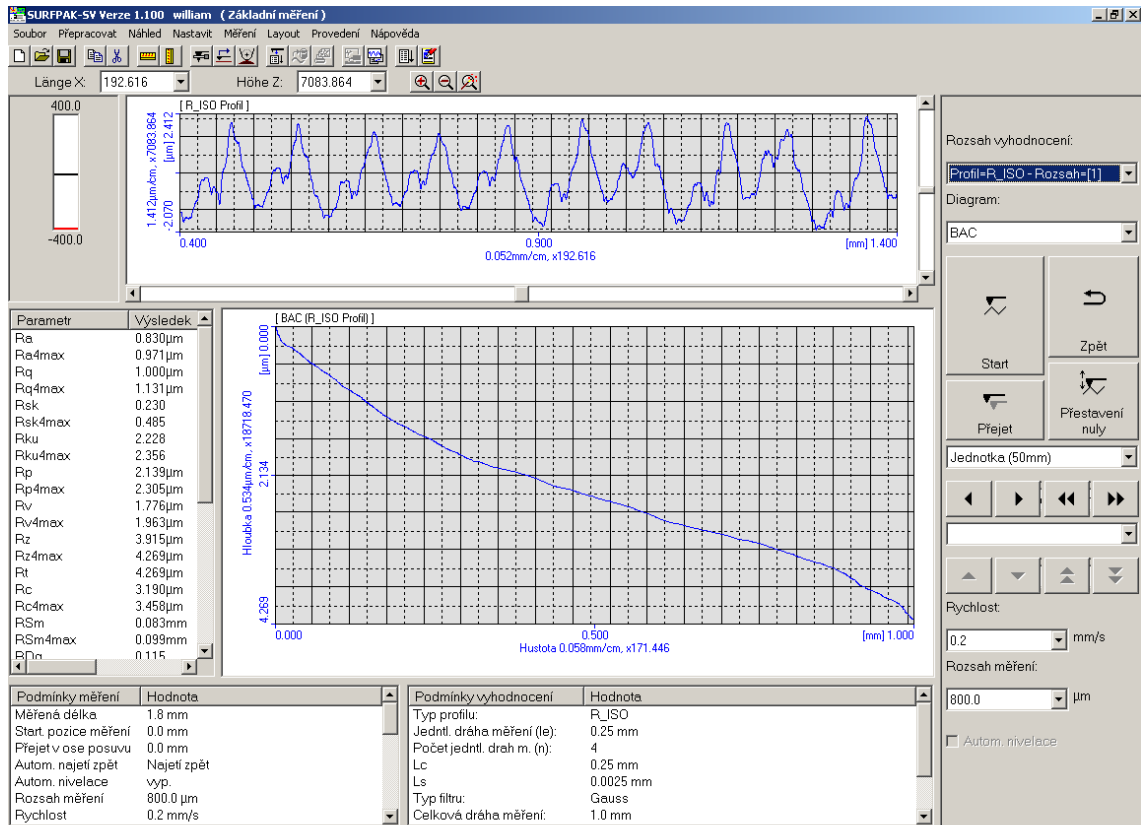 SURFPAK-SV Verze 1.100   william   ( Základní měření )
Soubor Přepracovat Náhled Nastavit Měření Layout Provedení Nápověda
Länge X: 192.616 Höhe Z: 7083.864
400.0
-400.0
[ R_ISO Profil ]
1.412µm/cm, x7083.864
-2.070 [µm] 2.412
0.400 0.900 [mm] 1.400
0.052mm/cm, x192.616
Parametr Výsledek
Ra 0.830µm
Ra4max 0.971µm
Rq 1.000µm
Rq4max 1.131µm
Rsk 0.230
Rsk4max 0.485
Rku 2.228
Rku4max 2.356
Rp 2.139µm
Rp4max 2.305µm
Rv 1.776µm
Rv4max 1.963µm
Rz 3.915µm
Rz4max 4.269µm
Rt 4.269µm
Rc 3.190µm
Rc4max 3.458µm
RSm 0.083mm
RSm4max 0.099mm
RDq 0.115
[ BAC (R_ISO Profil) ]
Hloubka 0.534µm/cm, x18718.470
4.269 2.134 [µm] 0.000
0.000 0.500 [mm] 1.000
Hustota 0.058mm/cm, x171.446
Podmínky měření Hodnota
Měřená délka 1.8 mm
Start. pozice měření 0.0 mm
Přejet v ose posuvu 0.0 mm
Autom. najetí zpět Najetí zpět
Autom. nivelace vyp.
Rozsah měření 800.0 µm
Rychlost 0.2 mm/s
Podmínky vyhodnocení Hodnota
Typ profilu: R_ISO
Jedntl. dráha měření (le): 0.25 mm
Počet jedntl. drah m. (n) 4
Lc 0.25 mm
Ls 0.0025 mm
Typ filtru: Gauss
Celková dráha měření: 1.0 mm
Rozsah vyhodnocení:
Profil=R_ISO - Rozsah=[1]
Diagram:
BAC
Start
Zpět
Přejet
Přestavení
nuly
Jednotka (50mm)
Rychlost:
0.2 mm/s
Rozsah měření:
800.0 µm
Autom. nivelace